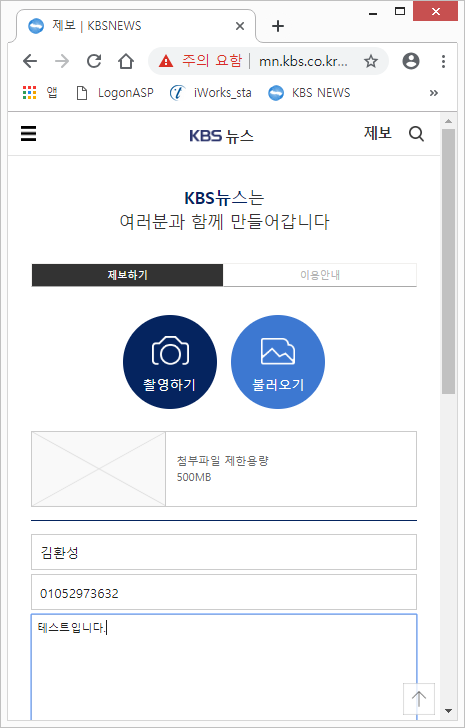 제보 | KBSNEWS
주의 요함 | mn.kbs.co.kr...
앱 LogonASP iWorks_sta KBS NEWS »
KBS 뉴스 제보
KBS뉴스는
여러분과 함께 만들어갑니다
제보하기 이용안내
촬영하기 불러오기
첨부파일 제한용량
500MB
김환성
01052973632
테스트입니다.